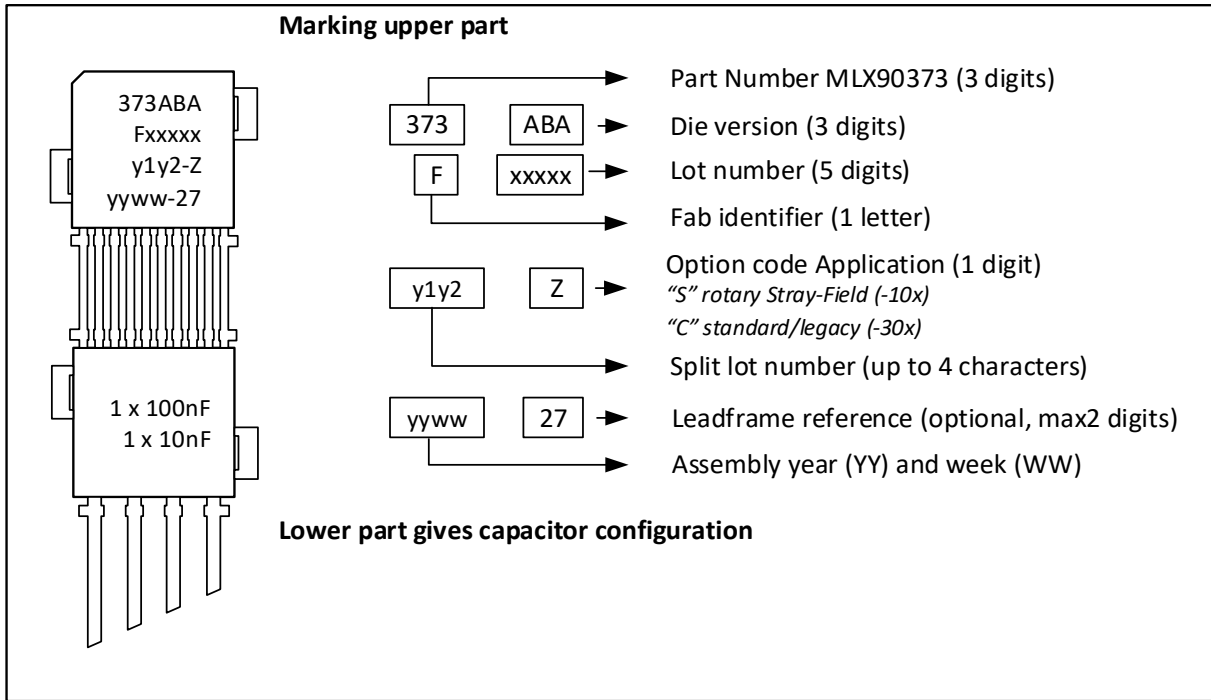 Marking upper part
373ABA
Fxxxxx
y1y2-Z
yyww-27
1 x 100nF
1 x 10nF
Part Number MLX90373 (3 digits)
373 ABA Die version (3 digits)
F xxxxx Lot number (5 digits)
Fab identifier (1 letter)
Option code Application (1 digit)
y1y2 Z
"S" rotary Stray-Field (-10x)
"C" standard/legacy (-30x)
Split lot number (up to 4 characters)
yyww 27 Leadframe reference (optional, max2 digits)
Assembly year (YY) and week (WW)
Lower part gives capacitor configuration